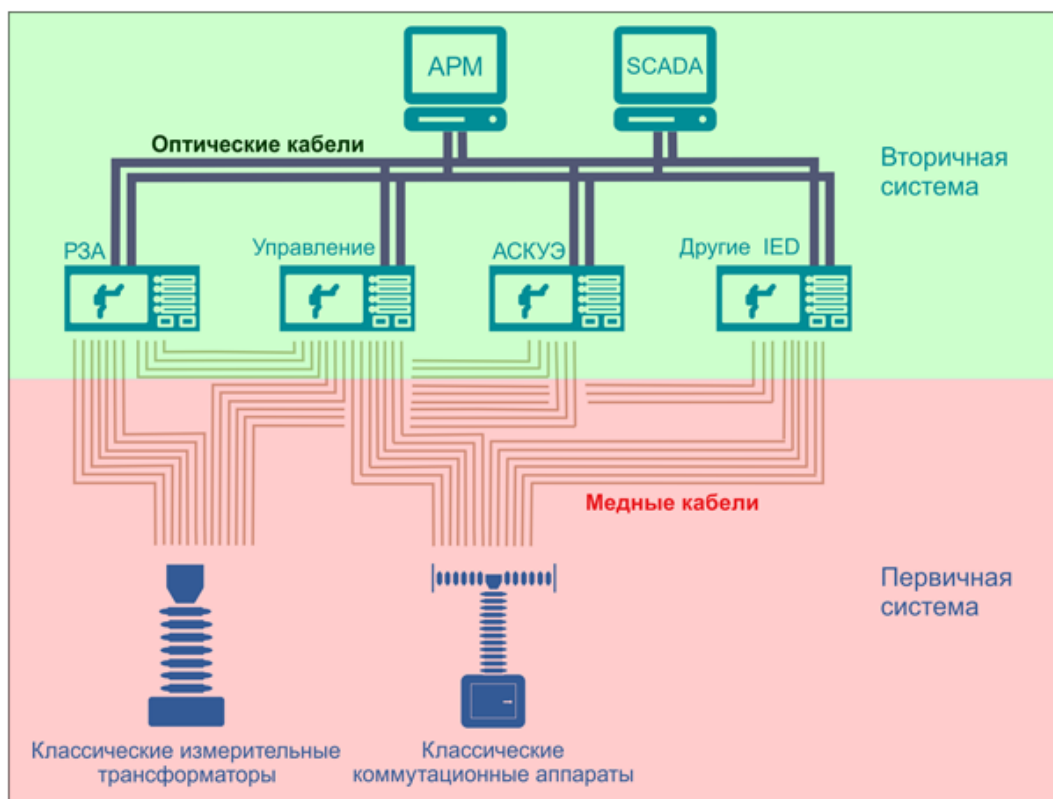 АРМ
SCADA
Оптические кабели
Вторичная
система
РЗА
Управление
АСКУЭ
Другие IED
Медные кабели
Первичная
система
Классические измерительные
трансформаторы
Классические
коммутационные аппараты